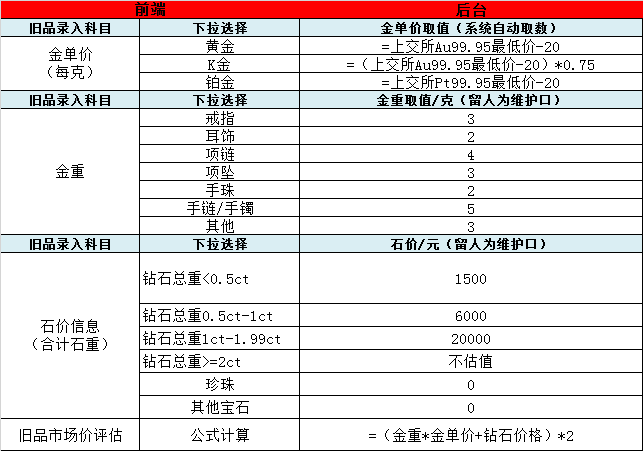 前端 后台
旧品录入科目 下拉选择 金单价取值（系统自动取数）
金单价
（每克）
黄金 =上交所Au99.95最低价-20
K金 =（上交所Au99.95最低价-20）*0.75
铂金 =上交所Pt99.95最低价-20
旧品录入科目 下拉选择 金重取值/克（留人为维护口）
金重
戒指 3
耳饰 2
项链 4
项坠 3
手珠 2
手链/手镯 5
其他 3
旧品录入科目 下拉选择 石价/元（留人为维护口）
石价信息
（合计石重）
钻石总重<0.5ct 1500
钻石总重0.5ct-1ct 6000
钻石总重1ct-1.99ct 20000
钻石总重>=2ct 不估值
珍珠 0
其他宝石 0
旧品市场价评估 公式计算 =（金重*金单价+钻石价格）*2